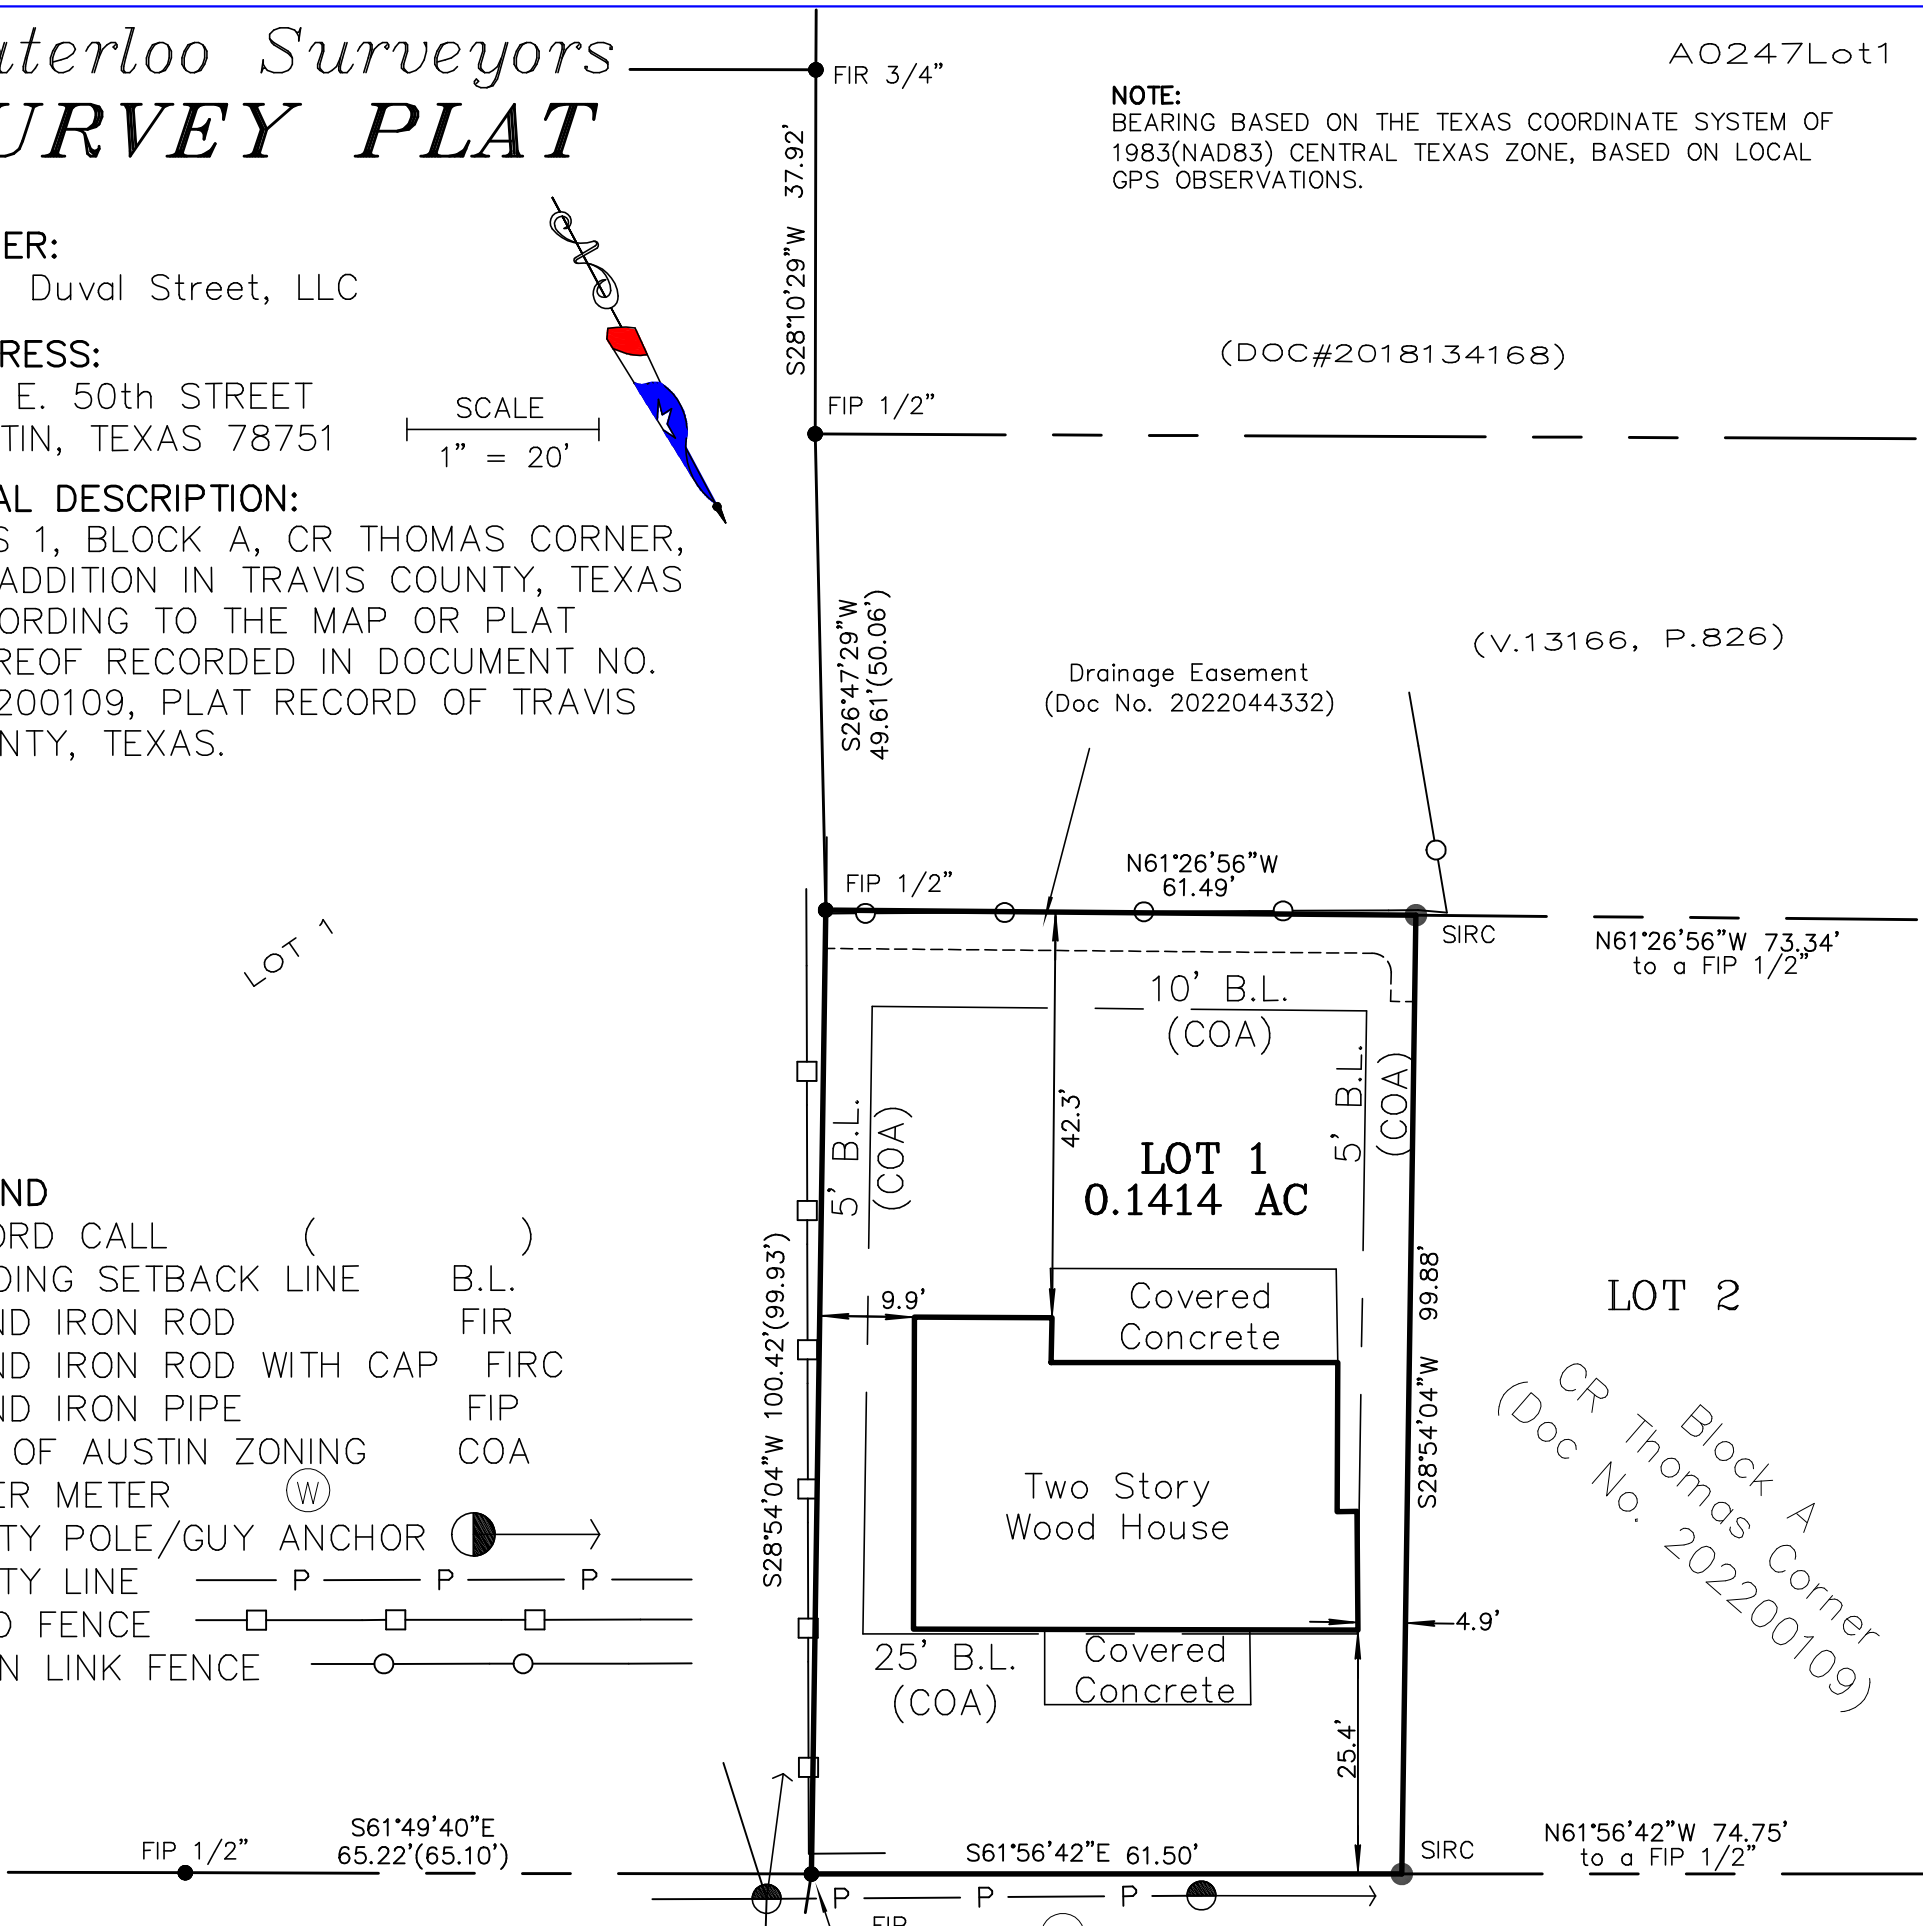 aterloo Surveyors
URVEY PLAT
ER:
Duval Street, LLC
RESS:
E. 50th STREET
TIN, TEXAS 78751
SCALE
1" = 20'
AL DESCRIPTION:
S 1, BLOCK A, CR THOMAS CORNER,
ADDITION IN TRAVIS COUNTY, TEXAS
ORDING TO THE MAP OR PLAT
REOF RECORDED IN DOCUMENT NO.
200109, PLAT RECORD OF TRAVIS
NTY, TEXAS.
A0247Lot1
NOTE:
BEARING BASED ON THE TEXAS COORDINATE SYSTEM OF
1983(NAD83) CENTRAL TEXAS ZONE, BASED ON LOCAL
GPS OBSERVATIONS.
FIR 3/4"
S28°10'29"W 37.92'
FIP 1/2"
(DOC#2018134168)
S26°47'29"W
49.61'(50.06')
Drainage Easement
(Doc No. 2022044332)
(V.13166, P.826)
FIP 1/2"
N61°26'56"W
61.49'
SIRC
N61°26'56"W 73.34'
to a FIP 1/2"
LOT 1
10' B.L.
(COA)
5' B.L.
(COA)
5' B.L.
(COA)
42.3'
LOT 1
0.1414 AC
9.9'
Covered
Concrete
S28°54'04"W 100.42'(99.93')
S28°54'04"W 99.88'
LOT 2
Block A
CR Thomas Corner
(Doc No. 202200109)
Two Story
Wood House
4.9'
25' B.L.
(COA)
Covered
Concrete
25.4'
ND
ORD CALL ( )
DING SETBACK LINE B.L.
ND IRON ROD FIR
ND IRON ROD WITH CAP FIRC
ND IRON PIPE FIP
OF AUSTIN ZONING COA
ER METER W
TY POLE/GUY ANCHOR
TY LINE P P P
D FENCE
N LINK FENCE
FIP 1/2"
S61°49'40"E
65.22'(65.10')
S61°56'42"E 61.50'
SIRC
N61°56'42"W 74.75'
to a FIP 1/2"
P P P
FIR